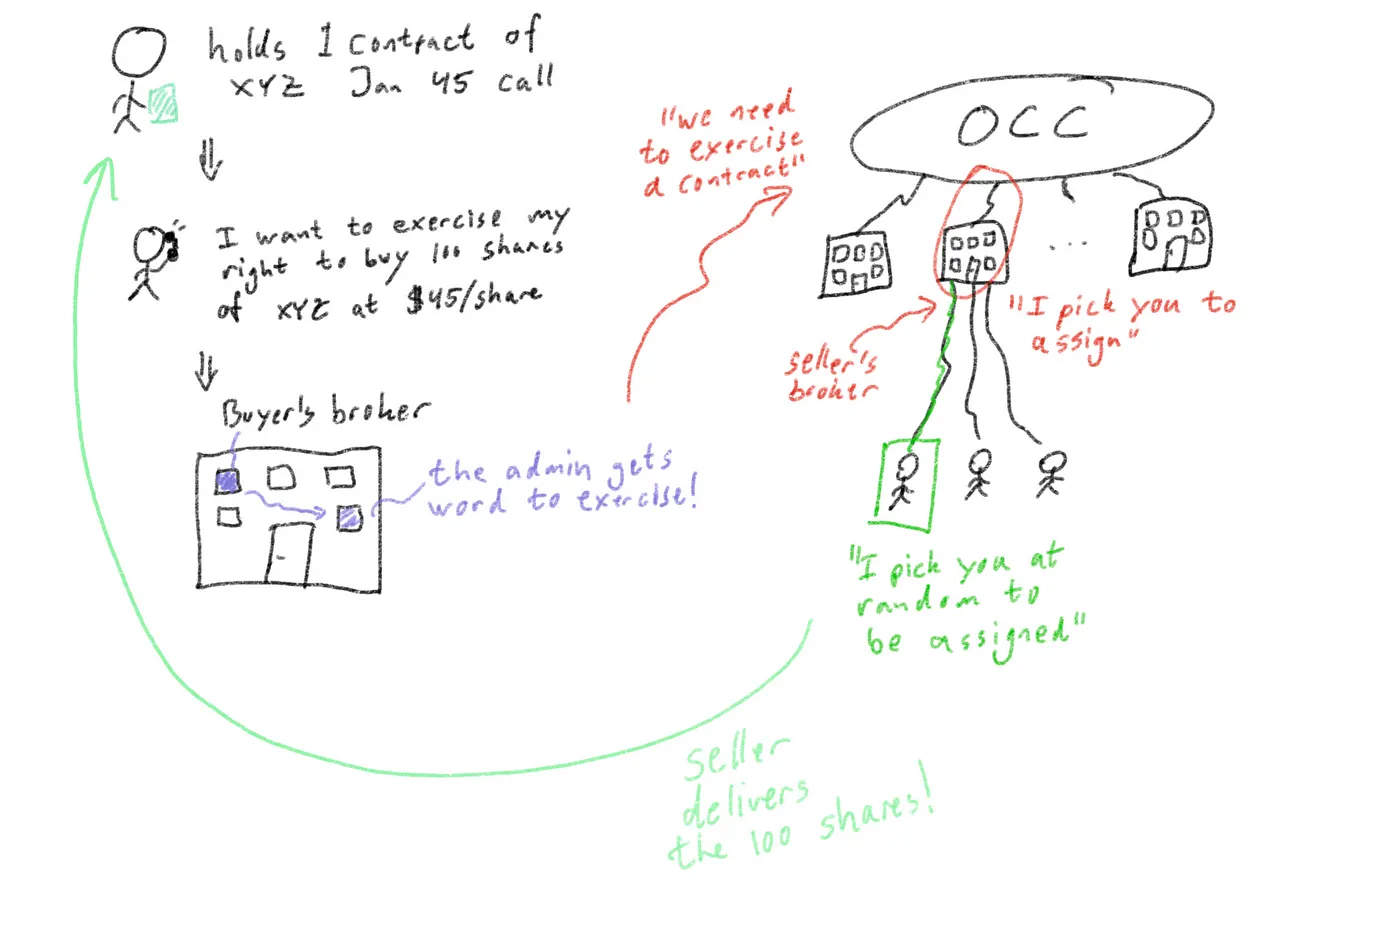 holds 1 contract of
XYZ Jan 45 call
I want to exercise my
right to buy 100 shares
of XYZ at $45/share
Buyer's broker
the admin gets
word to exercise!
"we need
to exercise
a contract"
OCC
...
"I pick you to
assign"
seller's
broker
"I pick you at
random to
be assigned"
seller
delivers
the 100 shares!